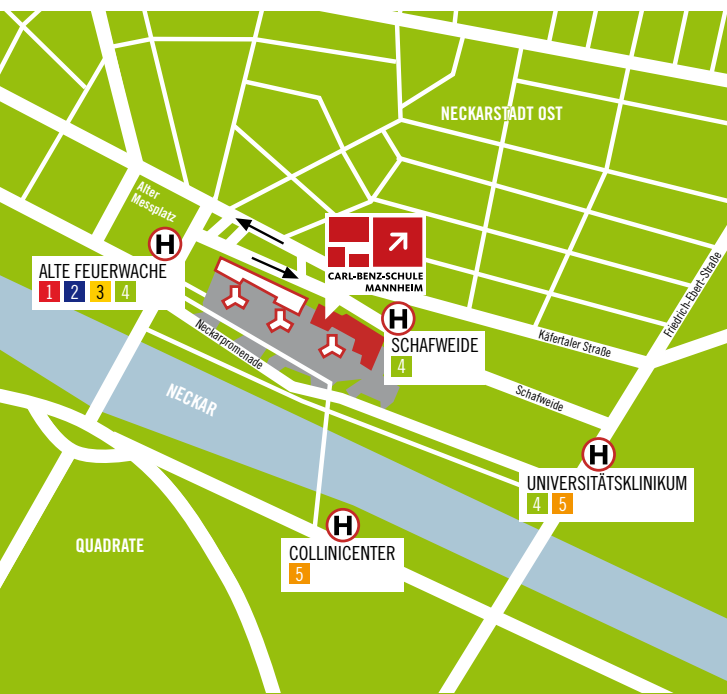 NECKARSTADT OST
Alter
Messplatz
H
ALTE FEUERWACHE
1 2 3 4
CARL-BENZ-SCHULE
MANNHEIM
H
SCHAFWEIDE
4
Friedrich-Ebert-Straße
Käfertaler Straße
Neckarpromenade
Schafweide
NECKAR
H
UNIVERSITÄTSKLINIKUM
4 5
H
COLLINICENTER
5
QUADRATE